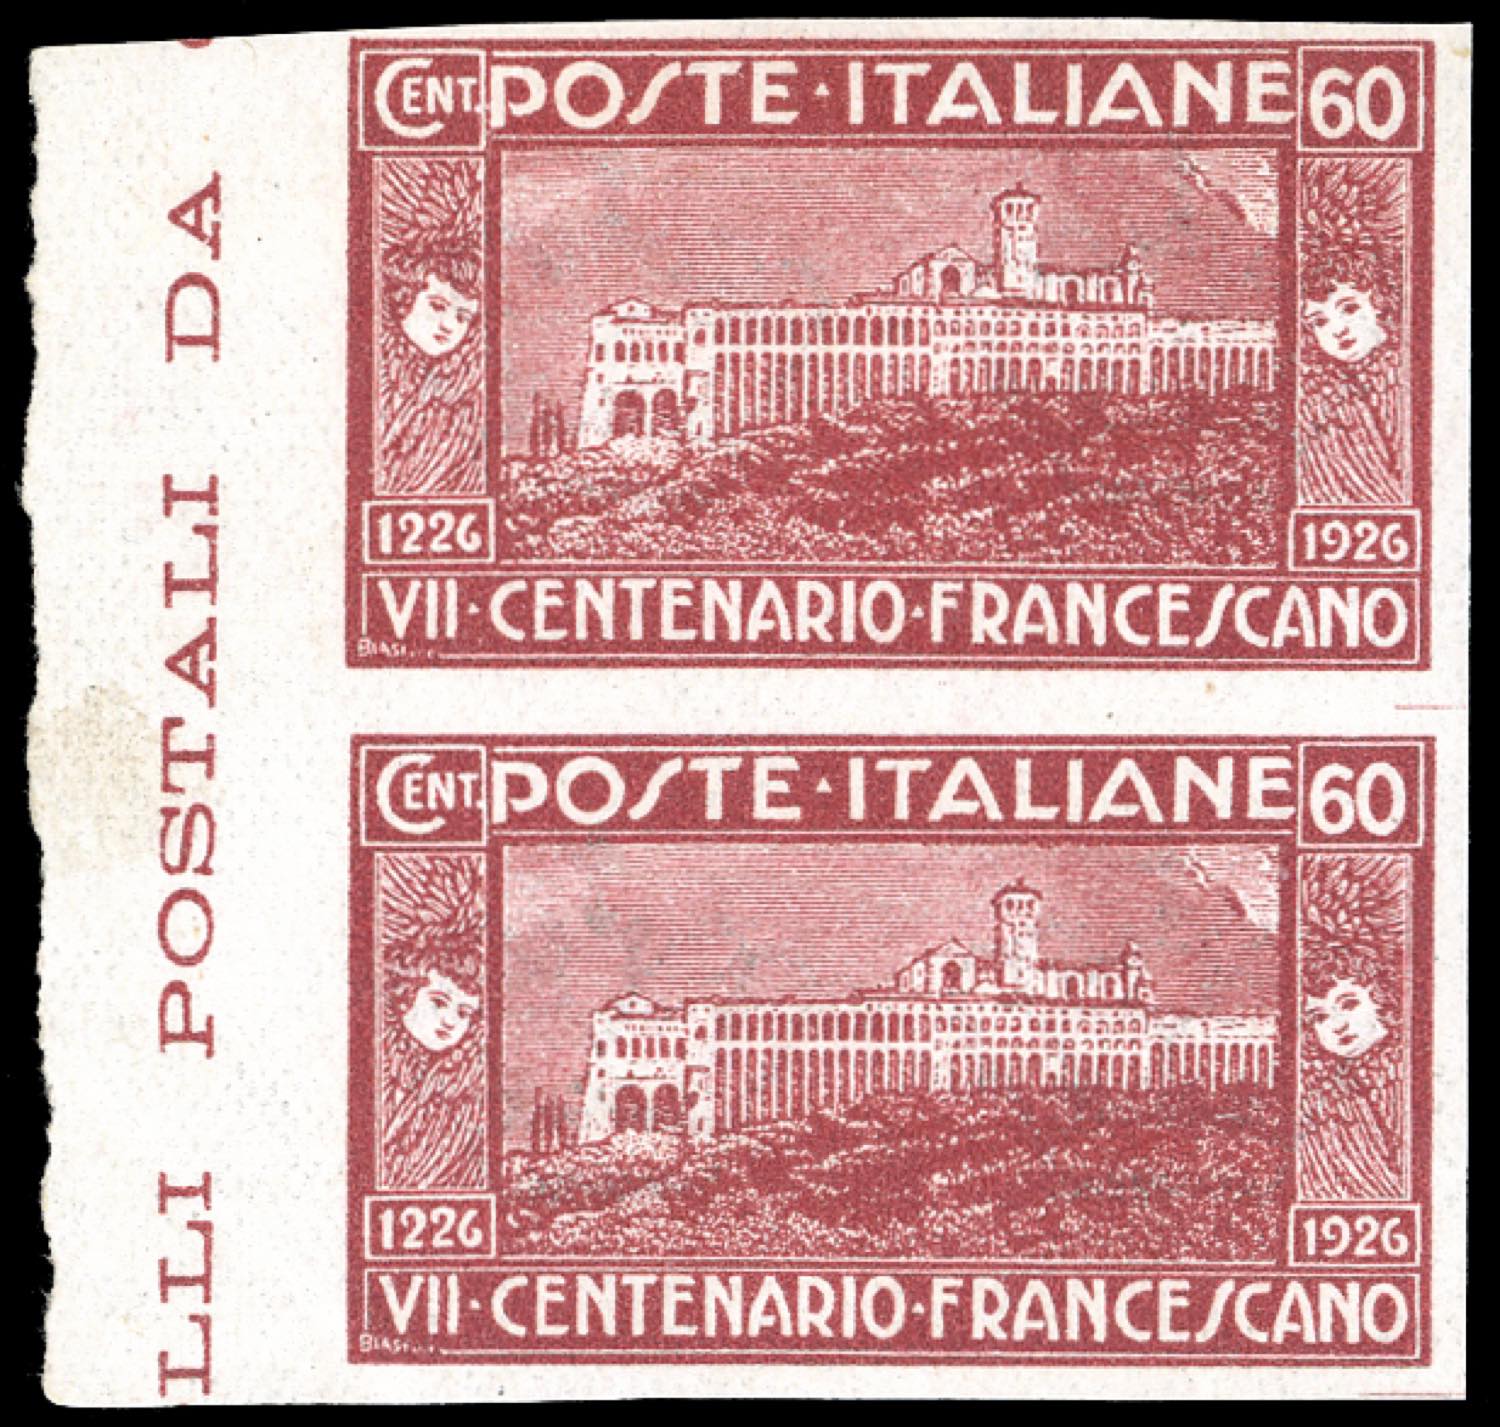 LLI POSTALI DA
CENT. POSTE·ITALIANE 60
1226 1926
VII·CENTENARIO·FRANCESCANO
CENT. POSTE·ITALIANE 60
1226 1926
VII·CENTENARIO·FRANCESCANO